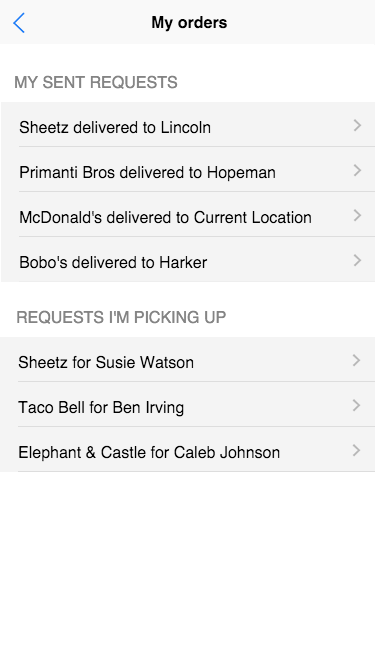 My orders
MY SENT REQUESTS
Sheetz delivered to Lincoln
Primanti Bros delivered to Hopeman
McDonald's delivered to Current Location
Bobo's delivered to Harker
REQUESTS I'M PICKING UP
Sheetz for Susie Watson
Taco Bell for Ben Irving
Elephant & Castle for Caleb Johnson